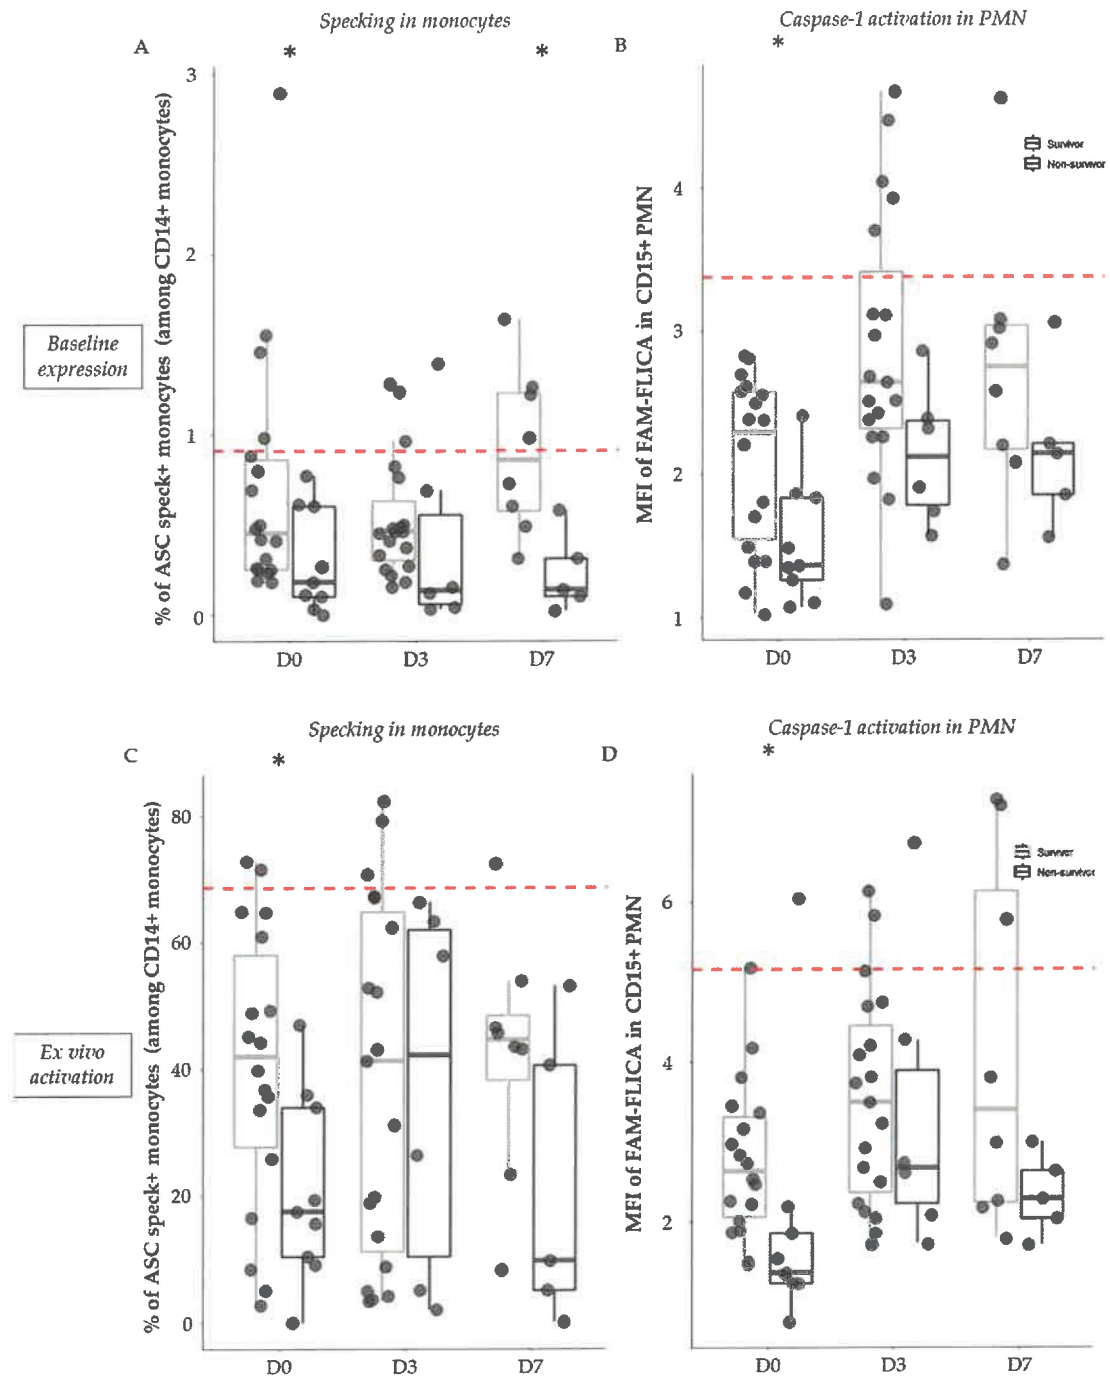 Specking in monocytes
Caspase-1 activation in PMN
A
*
*
B
*
3
2
1
0
% of ASC speck+ monocytes (among CD14+ monocytes)
D0
D3
D7
Baseline
expression
4
3
2
1
MFI of FAM-FLICA in CD15+ PMN
Survivor
Non-survivor
D0
D3
D7
Specking in monocytes
Caspase-1 activation in PMN
C
*
D
*
80
60
40
20
0
% of ASC speck+ monocytes (among CD14+ monocytes)
D0
D3
D7
Ex vivo
activation
6
4
2
MFI of FAM-FLICA in CD15+ PMN
Survivor
Non-survivor
D0
D3
D7